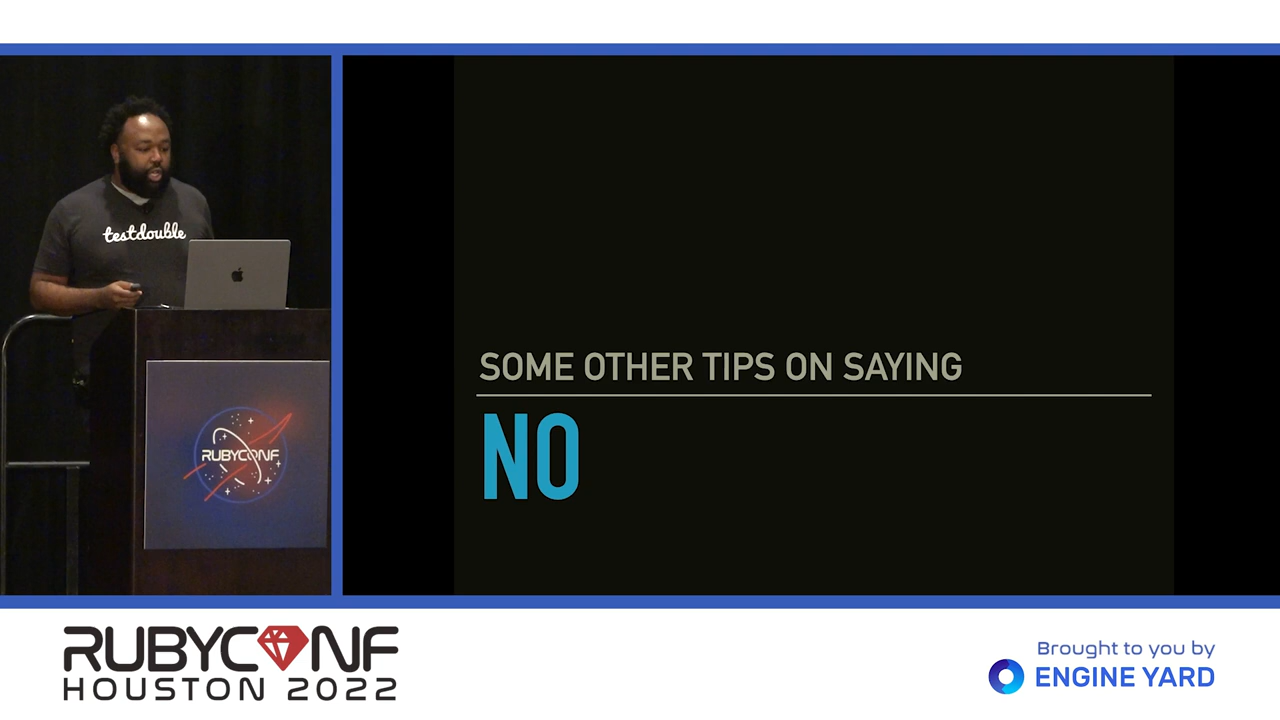 testdouble
RUBYCONF
SOME OTHER TIPS ON SAYING
NO
RUBYCONF
HOUSTON 2022
Brought to you by
ENGINE YARD